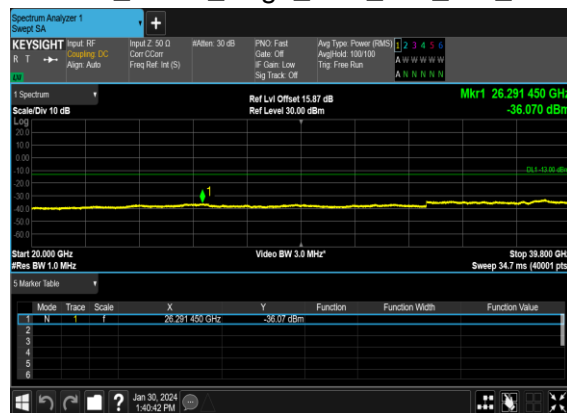 Spectrum Analyzer 1
Swept SA
KEYSIGHT
R T
Input: RF
Coupling: DC
Align: Auto
Input Z: 50 Ω
Corr CCorr
Freq Ref: Int (S)
#Atten: 30 dB
PNO: Fast
Gate: Off
IF Gain: Low
Sig Track: Off
Avg Type: Power (RMS)
Avg|Hold: 100/100
Trig: Free Run
1 2 3 4 5 6
A W W W W W
A N N N N N
1 Spectrum
Scale/Div 10 dB
Ref Lvl Offset 15.87 dB
Ref Level 30.00 dBm
Mkr1 26.291 450 GHz
-36.070 dBm
Log
20.0
10.0
0.00
-10.0
-20.0
-30.0
-40.0
-50.0
-60.0
DL1 -13.00 dBm
1
Start 20.000 GHz
#Res BW 1.0 MHz
Video BW 3.0 MHz*
Stop 39.800 GHz
Sweep 34.7 ms (40001 pts)
5 Marker Table
Mode Trace Scale X Y Function Function Width Function Value
1 N 1 f 26.291 450 GHz -36.07 dBm
2
3
4
5
6
?
Jan 30, 2024
1:40:42 PM